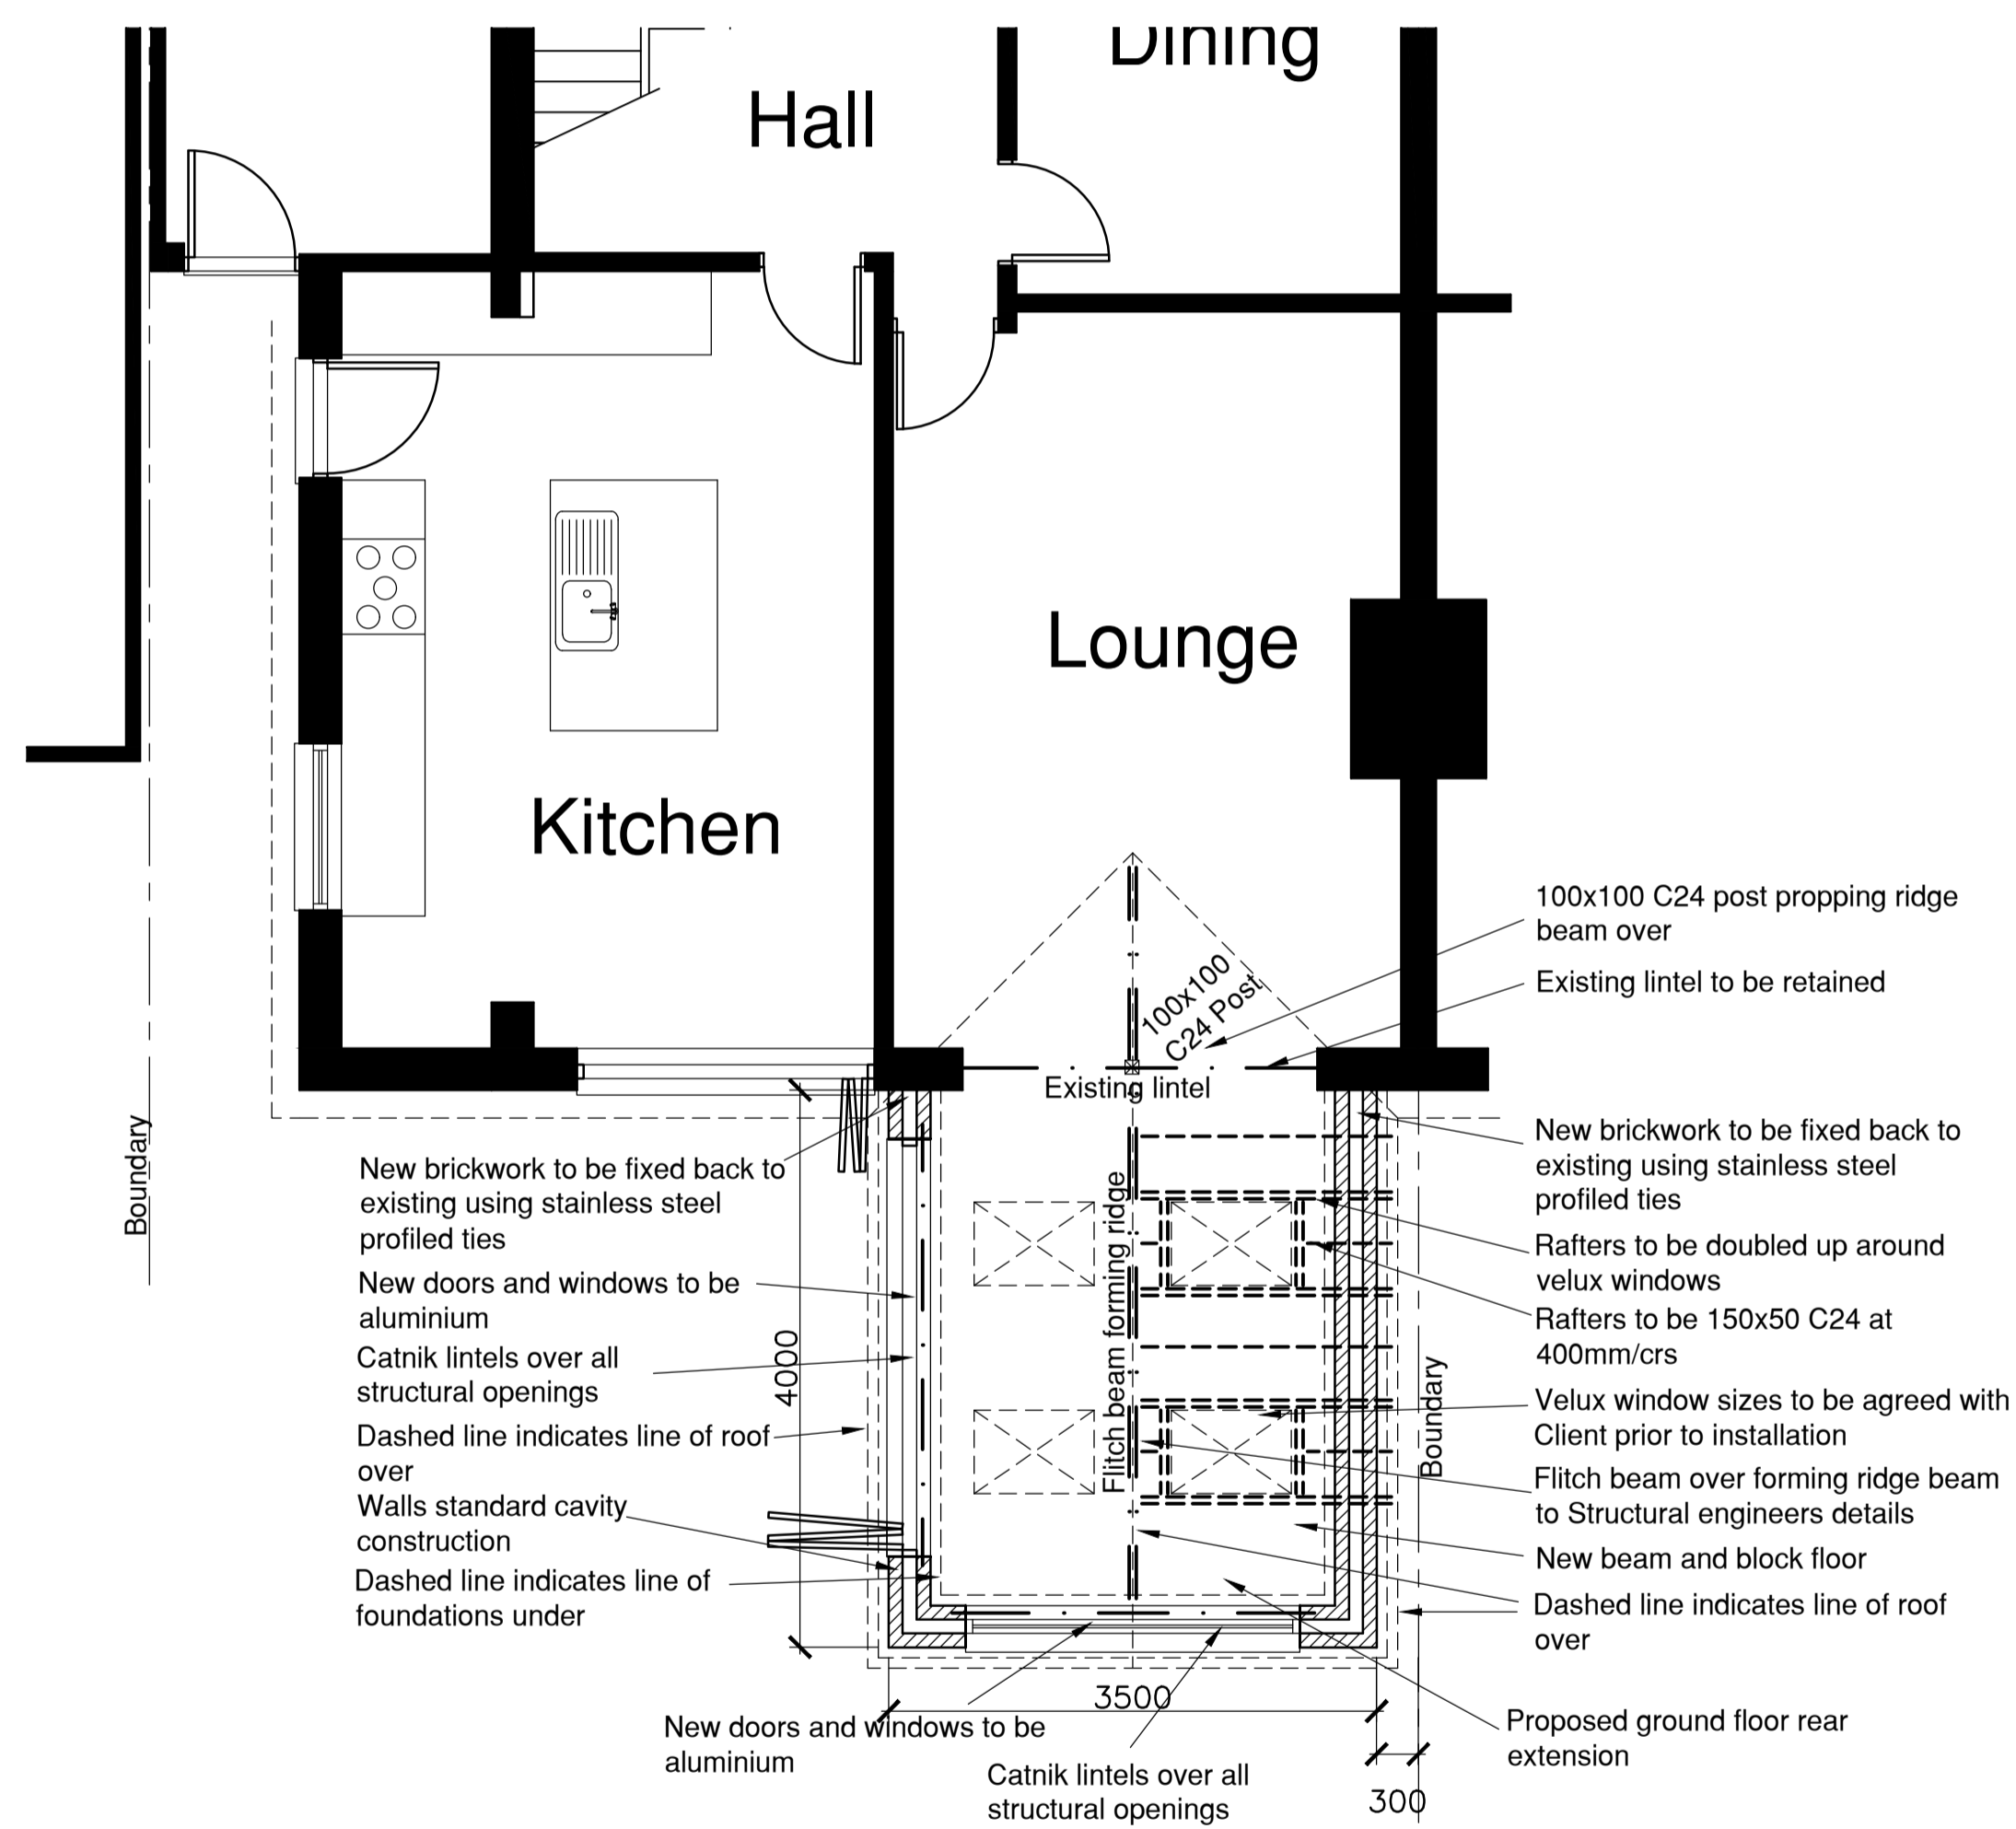 Dining
Hall
Lounge
Kitchen
100x100 C24 post propping ridge
beam over
Existing lintel to be retained
100x100
C24 Post
Existing lintel
Boundary
New brickwork to be fixed back to
existing using stainless steel
profiled ties
New doors and windows to be
aluminium
Catnik lintels over all
structural openings
Dashed line indicates line of roof
over
Walls standard cavity
construction
Dashed line indicates line of
foundations under
4000
Flitch beam forming ridge
New brickwork to be fixed back to
existing using stainless steel
profiled ties
Rafters to be doubled up around
velux windows
Rafters to be 150x50 C24 at
400mm/crs
Velux window sizes to be agreed with
Client prior to installation
Boundary
Flitch beam over forming ridge beam
to Structural engineers details
New beam and block floor
Dashed line indicates line of roof
over
3500
New doors and windows to be
aluminium
Catnik lintels over all
structural openings
Proposed ground floor rear
extension
300